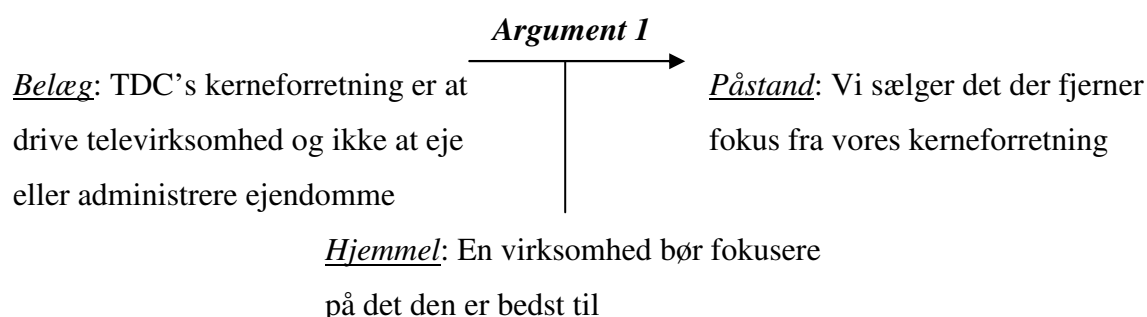 Argument 1
Belæg: TDC’s kerneforretning er at
drive televirksomhed og ikke at eje
eller administrere ejendomme
Påstand: Vi sælger det der fjerner
fokus fra vores kerneforretning
Hjemmel: En virksomhed bør fokusere
på det den er bedst til